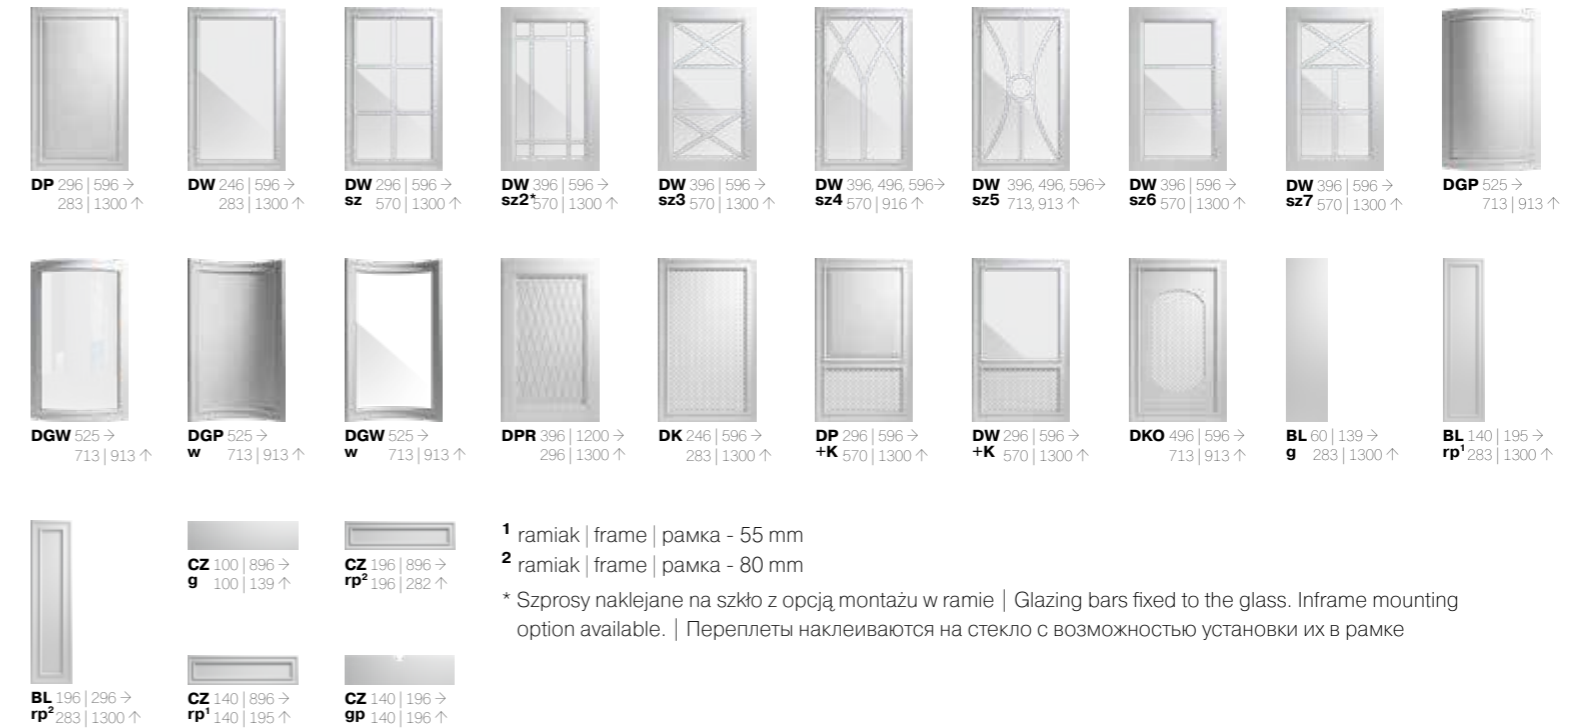 DP 296 | 596 →
283 | 1300 ↑
DW 246 | 596 →
283 | 1300 ↑
DW 296 | 596 →
sz 570 | 1300 ↑
DW 396 | 596 →
sz2* 570 | 1300 ↑
DW 396 | 596 →
sz3 570 | 1300 ↑
DW 396, 496, 596→
sz4 570 | 916 ↑
DW 396, 496, 596→
sz5 713, 913 ↑
DW 396 | 596 →
sz6 570 | 1300 ↑
DW 396 | 596 →
sz7 570 | 1300 ↑
DGP 525 →
713 | 913 ↑
DGW 525 →
713 | 913 ↑
DGP 525 →
w 713 | 913 ↑
DGW 525 →
w 713 | 913 ↑
DPR 396 | 1200 →
296 | 1300 ↑
DK 246 | 596 →
283 | 1300 ↑
DP 296 | 596 →
+K 570 | 1300 ↑
DW 296 | 596 →
+K 570 | 1300 ↑
DKO 496 | 596 →
713 | 913 ↑
BL 60 | 139 →
g 283 | 1300 ↑
BL 140 | 195 →
rp¹ 283 | 1300 ↑
BL 196 | 296 →
rp² 283 | 1300 ↑
CZ 100 | 896 →
g 100 | 139 ↑
CZ 196 | 896 →
rp² 196 | 282 ↑
CZ 140 | 896 →
rp¹ 140 | 195 ↑
CZ 140 | 196 →
gp 140 | 196 ↑
¹ ramiak | frame | рамка - 55 mm
² ramiak | frame | рамка - 80 mm
* Szprosy naklejane na szkło z opcją montażu w ramie | Glazing bars fixed to the glass. Inframe mounting
option available. | Переплеты наклеиваются на стекло с возможностью установки их в рамке